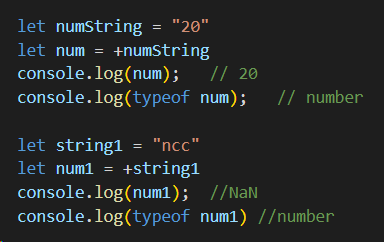 let numString = "20"
let num = +numString
console.log(num);   // 20
console.log(typeof num);   // number
let string1 = "ncc"
let num1 = +string1
console.log(num1);  //NaN
console.log(typeof num1) //number